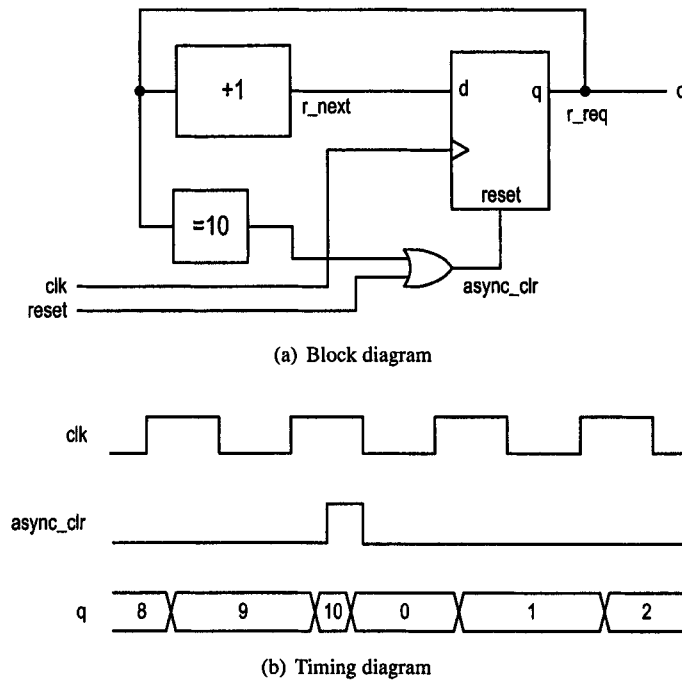 +1
r_next
d
q
r_req
q
=10
reset
clk
reset
async_clr
(a) Block diagram
clk
async_clr
q
8
9
10
0
1
2
(b) Timing diagram